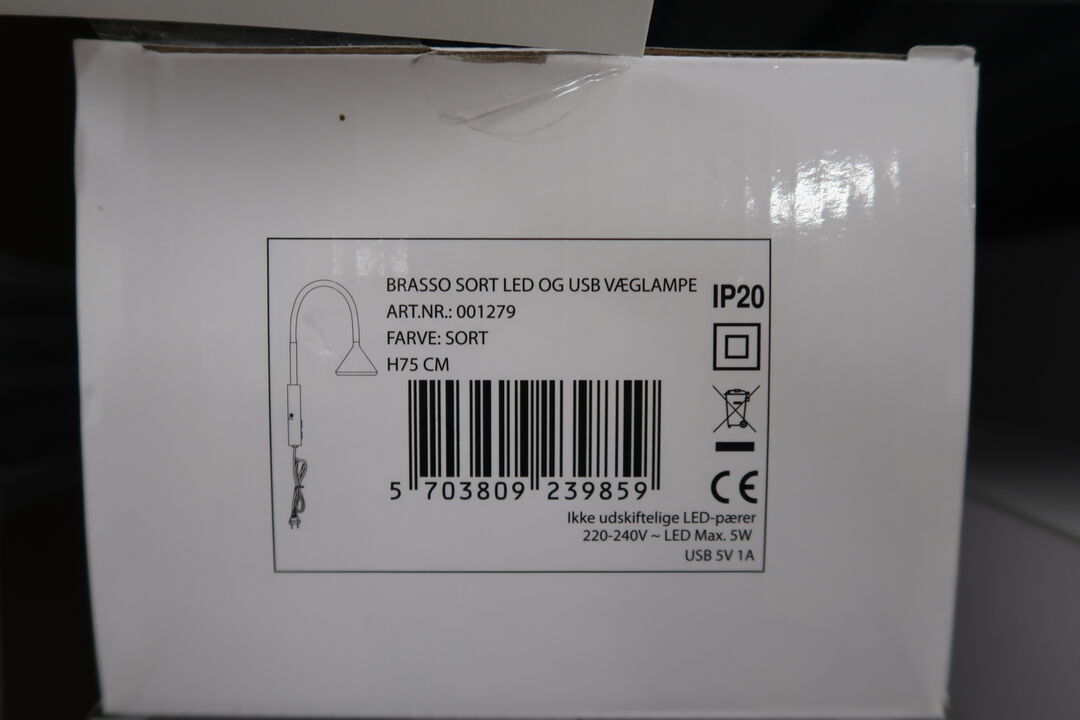 BRASSO SORT LED OG USB VÆGLAMPE
ART.NR.: 001279
FARVE: SORT
H75 CM
IP20
5 703809 239859
CE
Ikke udskiftelige LED-pærer
220-240V ~ LED Max. 5W
USB 5V 1A